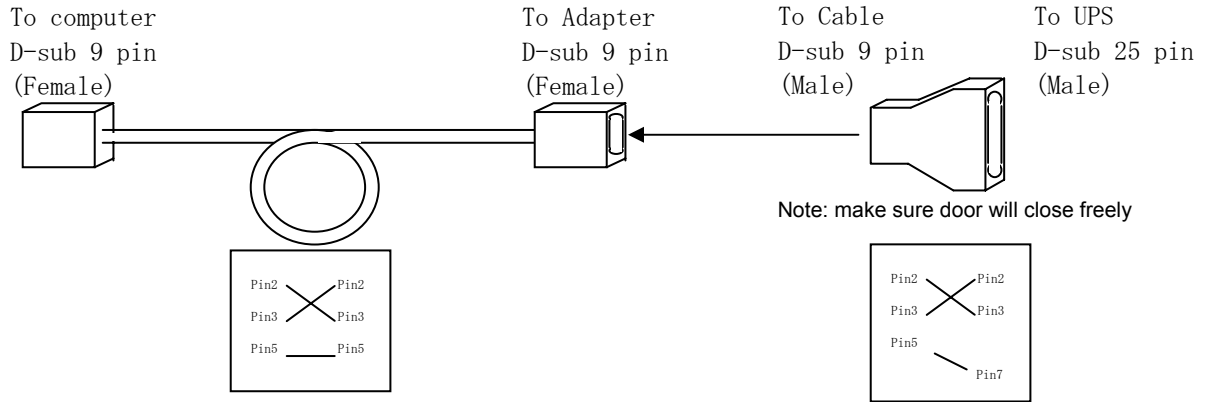 To computer
D-sub 9 pin
(Female)
To Adapter
D-sub 9 pin
(Female)
To Cable
D-sub 9 pin
(Male)
To UPS
D-sub 25 pin
(Male)
Note: make sure door will close freely
Pin2 Pin2
Pin3 Pin3
Pin5 Pin5
Pin2 Pin2
Pin3 Pin3
Pin5
Pin7